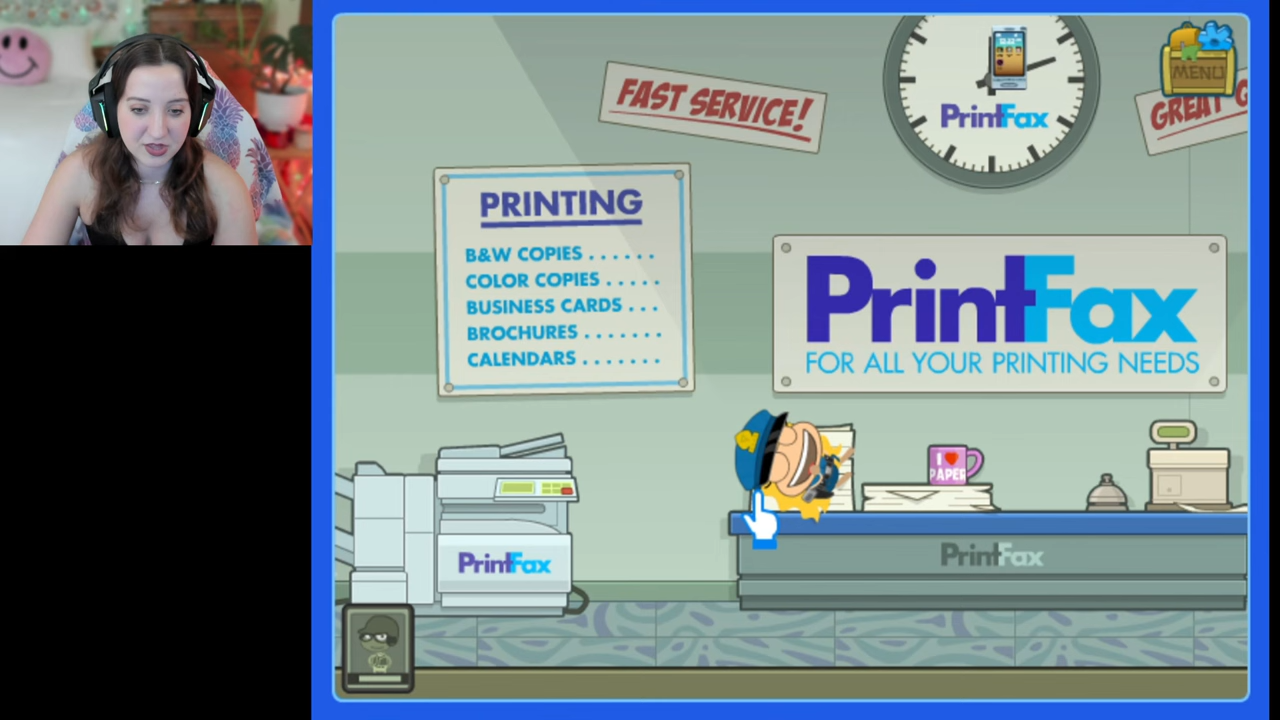 FAST SERVICE!
PrintFax
MENU
GREAT
PRINTING
B&W COPIES . . . . . .
COLOR COPIES . . . . .
BUSINESS CARDS . . .
BROCHURES . . . . . . .
CALENDARS . . . . . . .
PrintFax
FOR ALL YOUR PRINTING NEEDS
I ♥
PAPER
PrintFax
PrintFax